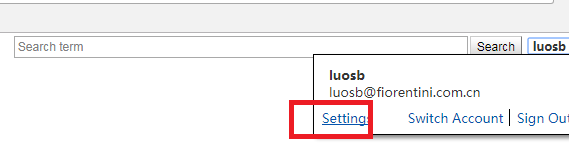 Search term Search luosb
luosb
luosb@fiorentini.com.cn
Settings Switch Account Sign Out